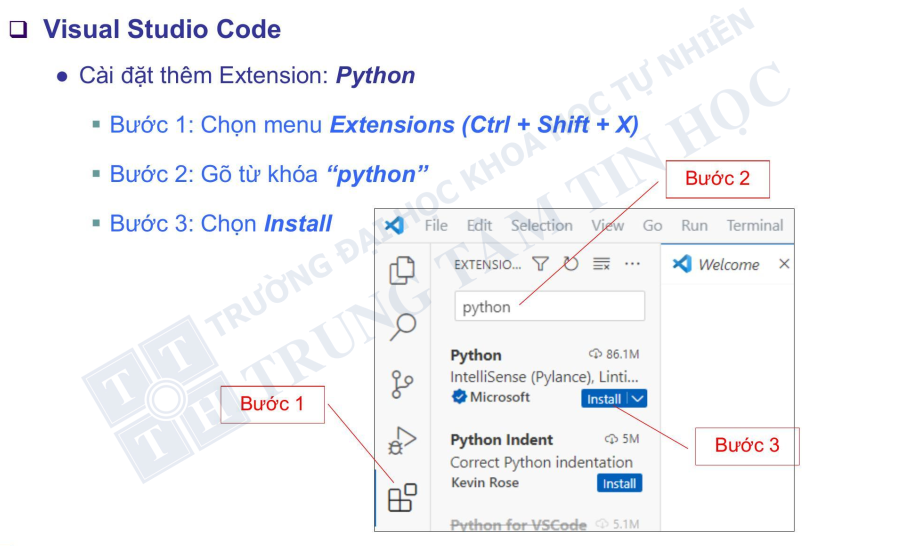 Visual Studio Code
● Cài đặt thêm Extension: Python
▪ Bước 1: Chọn menu Extensions (Ctrl + Shift + X)
▪ Bước 2: Gõ từ khóa “python”
▪ Bước 3: Chọn Install
Bước 2
File Edit Selection View Go Run Terminal
EXTENSIO... ... Welcome ×
python
Python 86.1M
IntelliSense (Pylance), Linti...
Microsoft Install
Bước 1
Python Indent 5M
Bước 3
Correct Python indentation
Kevin Rose Install
Python for VSCode 5.1M
TRƯỜNG ĐẠI HỌC KHOA HỌC TỰ NHIÊN
TRUNG TÂM TIN HỌC
T T
T H